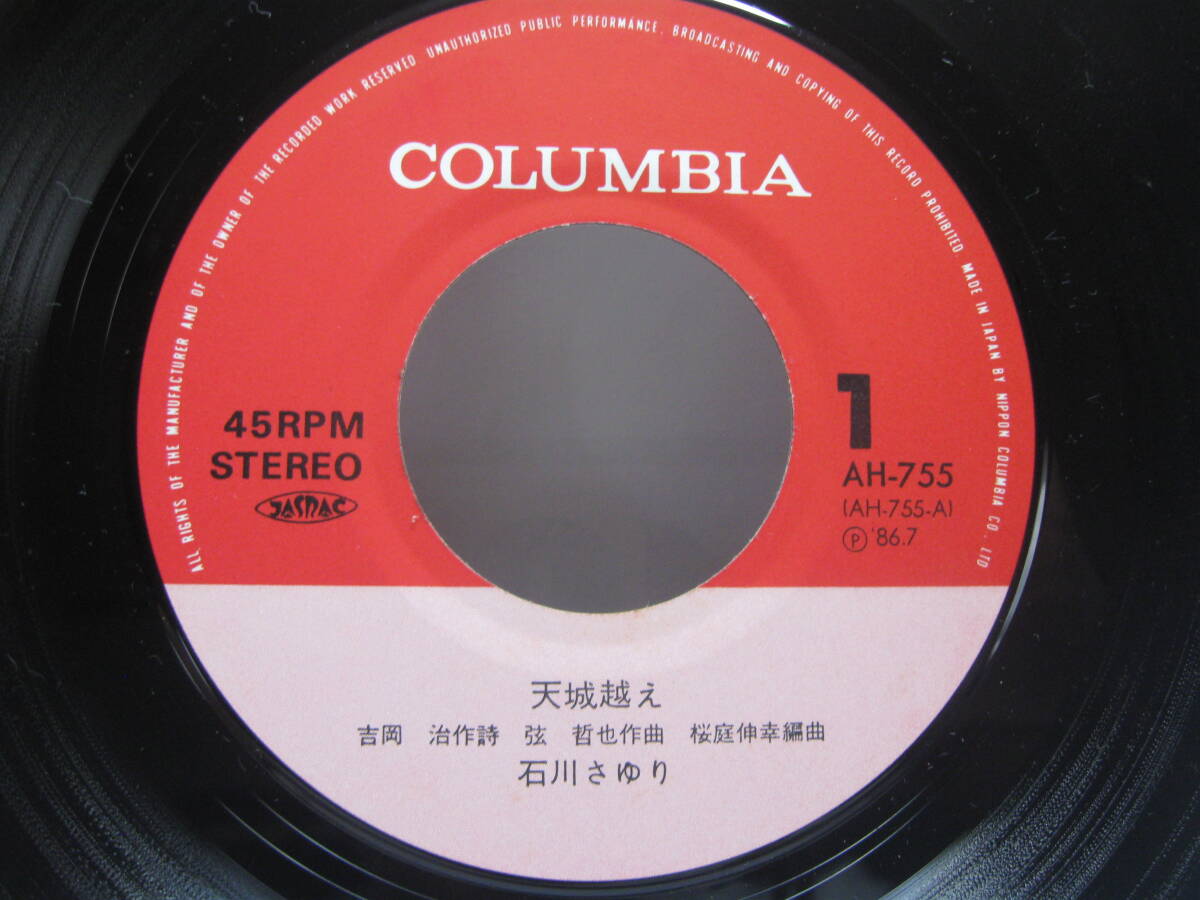 ALL RIGHTS OF THE MANUFACTURER AND OF THE OWNER OF THE RECORDED WORK RESERVED UNAUTHORIZED PUBLIC PERFORMANCE, BROADCASTING AND COPYING OF THIS RECORD PROHIBITED. MADE IN JAPAN BY NIPPON COLUMBIA CO., LTD
COLUMBIA
45RPM
STEREO
JASRAC
1
AH-755
(AH-755-A)
Ⓟ '86.7
天城越え
吉岡 治作詩 弦 哲也作曲 桜庭伸幸編曲
石川さゆり